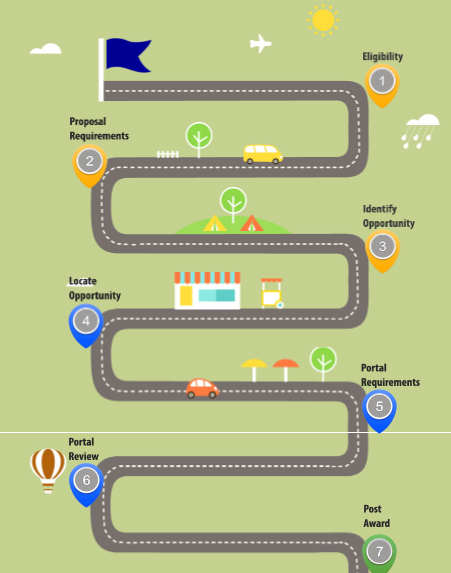 Eligibility
1
Proposal
Requirements
2
Identify
Opportunity
3
Locate
Opportunity
4
Portal
Requirements
5
Portal
Review
6
Post
Award
7